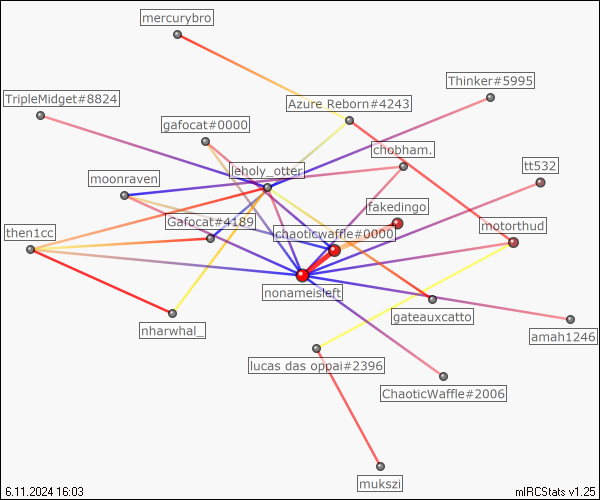 mercurybro
Thinker#5995
TripleMidget#8824
Azure Reborn#4243
gafocat#0000
chobham.
leholy_otter
tt532
moonraven
fakedingo
Gafocat#4189
motorthud
then1cc
chaoticwaffle#0000
nonameisleft
gateauxcatto
nharwhal_
amah1246
lucas das oppai#2396
ChaoticWaffle#2006
mukszi
6.11.2024 16:03
mIRCStats v1.25